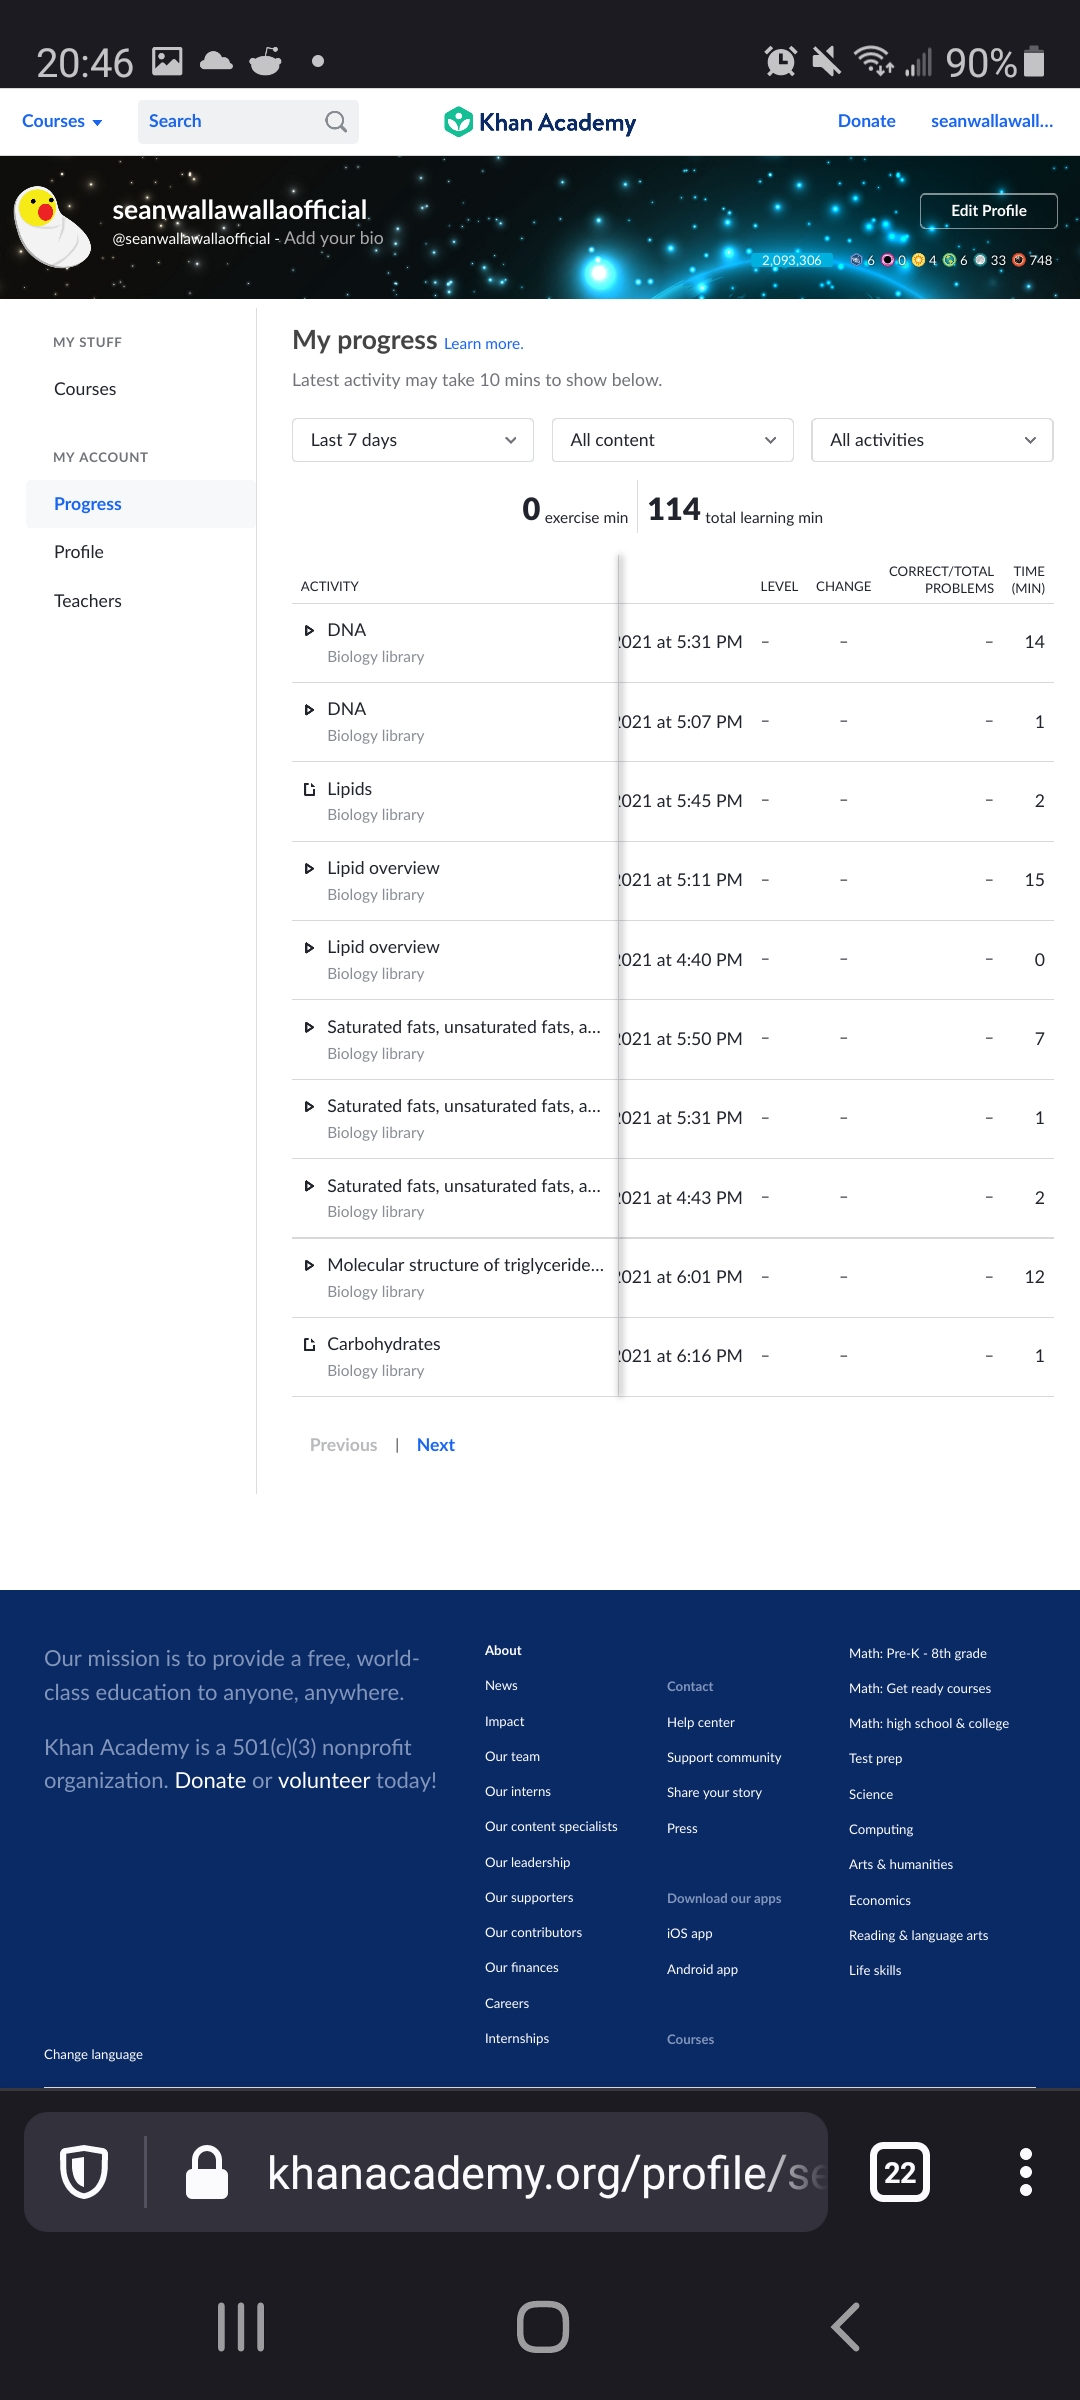 20:46
90%
Courses
Search
Khan Academy
Donate
seanwallawall...
seanwallawallaofficial
@seanwallawallaofficial - Add your bio
Edit Profile
2,093,306
6 0 4 6 33 748
MY STUFF
Courses
MY ACCOUNT
Progress
Profile
Teachers
My progress Learn more.
Latest activity may take 10 mins to show below.
Last 7 days
All content
All activities
0 exercise min
114 total learning min
ACTIVITY LEVEL CHANGE CORRECT/TOTAL PROBLEMS TIME (MIN)
DNA
Biology library
2021 at 5:31 PM – – – 14
DNA
Biology library
2021 at 5:07 PM – – – 1
Lipids
Biology library
2021 at 5:45 PM – – – 2
Lipid overview
Biology library
2021 at 5:11 PM – – – 15
Lipid overview
Biology library
2021 at 4:40 PM – – – 0
Saturated fats, unsaturated fats, a...
Biology library
2021 at 5:50 PM – – – 7
Saturated fats, unsaturated fats, a...
Biology library
2021 at 5:31 PM – – – 1
Saturated fats, unsaturated fats, a...
Biology library
2021 at 4:43 PM – – – 2
Molecular structure of triglyceride...
Biology library
2021 at 6:01 PM – – – 12
Carbohydrates
Biology library
2021 at 6:16 PM – – – 1
Previous | Next
Our mission is to provide a free, world-
class education to anyone, anywhere.
Khan Academy is a 501(c)(3) nonprofit
organization. Donate or volunteer today!
Change language
About
News
Impact
Our team
Our interns
Our content specialists
Our leadership
Our supporters
Our contributors
Our finances
Careers
Internships
Contact
Help center
Support community
Share your story
Press
Download our apps
iOS app
Android app
Courses
Math: Pre-K - 8th grade
Math: Get ready courses
Math: high school & college
Test prep
Science
Computing
Arts & humanities
Economics
Reading & language arts
Life skills
khanacademy.org/profile/se
22